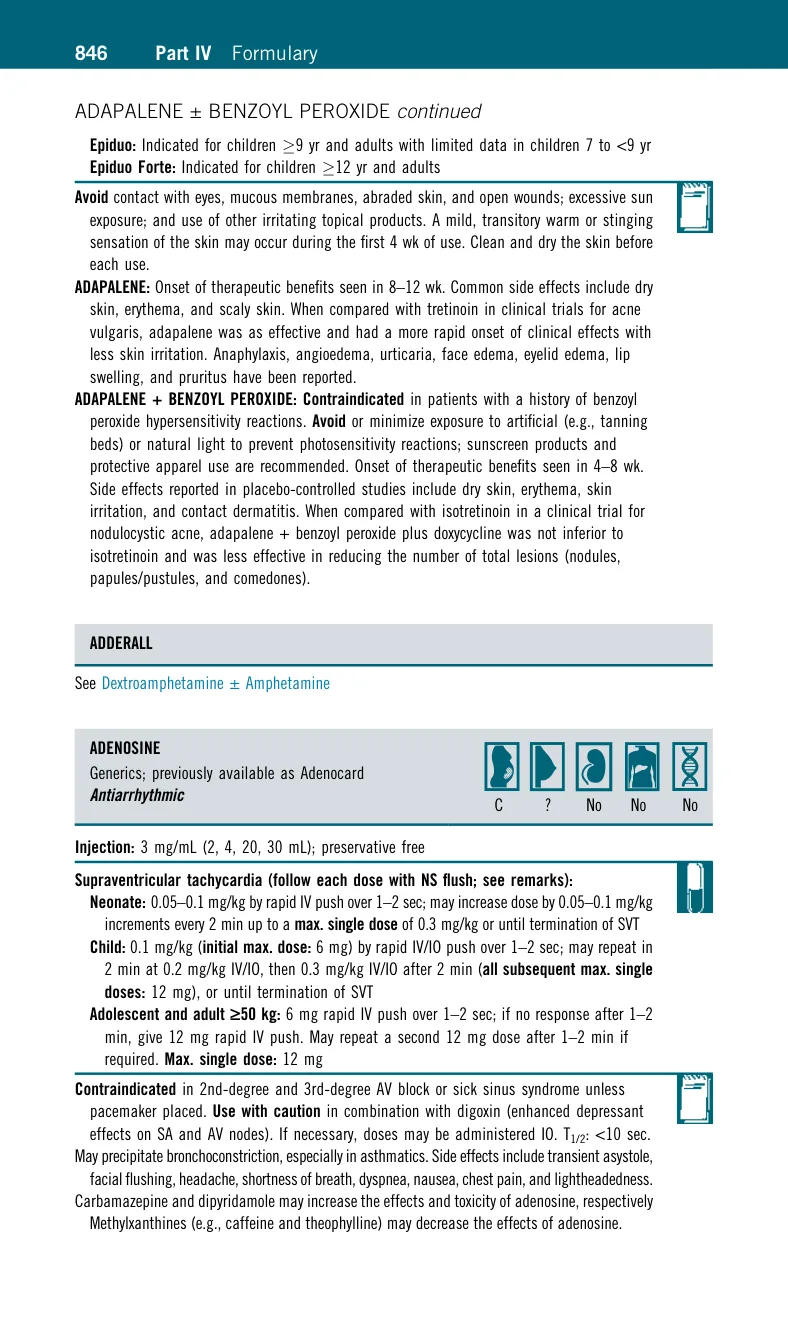 846 Part IV Formulary
ADAPALENE ± BENZOYL PEROXIDE continued
Epiduo: Indicated for children ≥9 yr and adults with limited data in children 7 to <9 yr
Epiduo Forte: Indicated for children ≥12 yr and adults
Avoid contact with eyes, mucous membranes, abraded skin, and open wounds; excessive sun
exposure; and use of other irritating topical products. A mild, transitory warm or stinging
sensation of the skin may occur during the first 4 wk of use. Clean and dry the skin before
each use.
ADAPALENE: Onset of therapeutic benefits seen in 8–12 wk. Common side effects include dry
skin, erythema, and scaly skin. When compared with tretinoin in clinical trials for acne
vulgaris, adapalene was as effective and had a more rapid onset of clinical effects with
less skin irritation. Anaphylaxis, angioedema, urticaria, face edema, eyelid edema, lip
swelling, and pruritus have been reported.
ADAPALENE + BENZOYL PEROXIDE: Contraindicated in patients with a history of benzoyl
peroxide hypersensitivity reactions. Avoid or minimize exposure to artificial (e.g., tanning
beds) or natural light to prevent photosensitivity reactions; sunscreen products and
protective apparel use are recommended. Onset of therapeutic benefits seen in 4–8 wk.
Side effects reported in placebo-controlled studies include dry skin, erythema, skin
irritation, and contact dermatitis. When compared with isotretinoin in a clinical trial for
nodulocystic acne, adapalene + benzoyl peroxide plus doxycycline was not inferior to
isotretinoin and was less effective in reducing the number of total lesions (nodules,
papules/pustules, and comedones).
ADDERALL
See Dextroamphetamine ± Amphetamine
ADENOSINE
Generics; previously available as Adenocard
Antiarrhythmic
C ? No No No
Injection: 3 mg/mL (2, 4, 20, 30 mL); preservative free
Supraventricular tachycardia (follow each dose with NS flush; see remarks):
Neonate: 0.05–0.1 mg/kg by rapid IV push over 1–2 sec; may increase dose by 0.05–0.1 mg/kg
increments every 2 min up to a max. single dose of 0.3 mg/kg or until termination of SVT
Child: 0.1 mg/kg (initial max. dose: 6 mg) by rapid IV/IO push over 1–2 sec; may repeat in
2 min at 0.2 mg/kg IV/IO, then 0.3 mg/kg IV/IO after 2 min (all subsequent max. single
doses: 12 mg), or until termination of SVT
Adolescent and adult ≥50 kg: 6 mg rapid IV push over 1–2 sec; if no response after 1–2
min, give 12 mg rapid IV push. May repeat a second 12 mg dose after 1–2 min if
required. Max. single dose: 12 mg
Contraindicated in 2nd-degree and 3rd-degree AV block or sick sinus syndrome unless
pacemaker placed. Use with caution in combination with digoxin (enhanced depressant
effects on SA and AV nodes). If necessary, doses may be administered IO. T1/2: <10 sec.
May precipitate bronchoconstriction, especially in asthmatics. Side effects include transient asystole,
facial flushing, headache, shortness of breath, dyspnea, nausea, chest pain, and lightheadedness.
Carbamazepine and dipyridamole may increase the effects and toxicity of adenosine, respectively
Methylxanthines (e.g., caffeine and theophylline) may decrease the effects of adenosine.